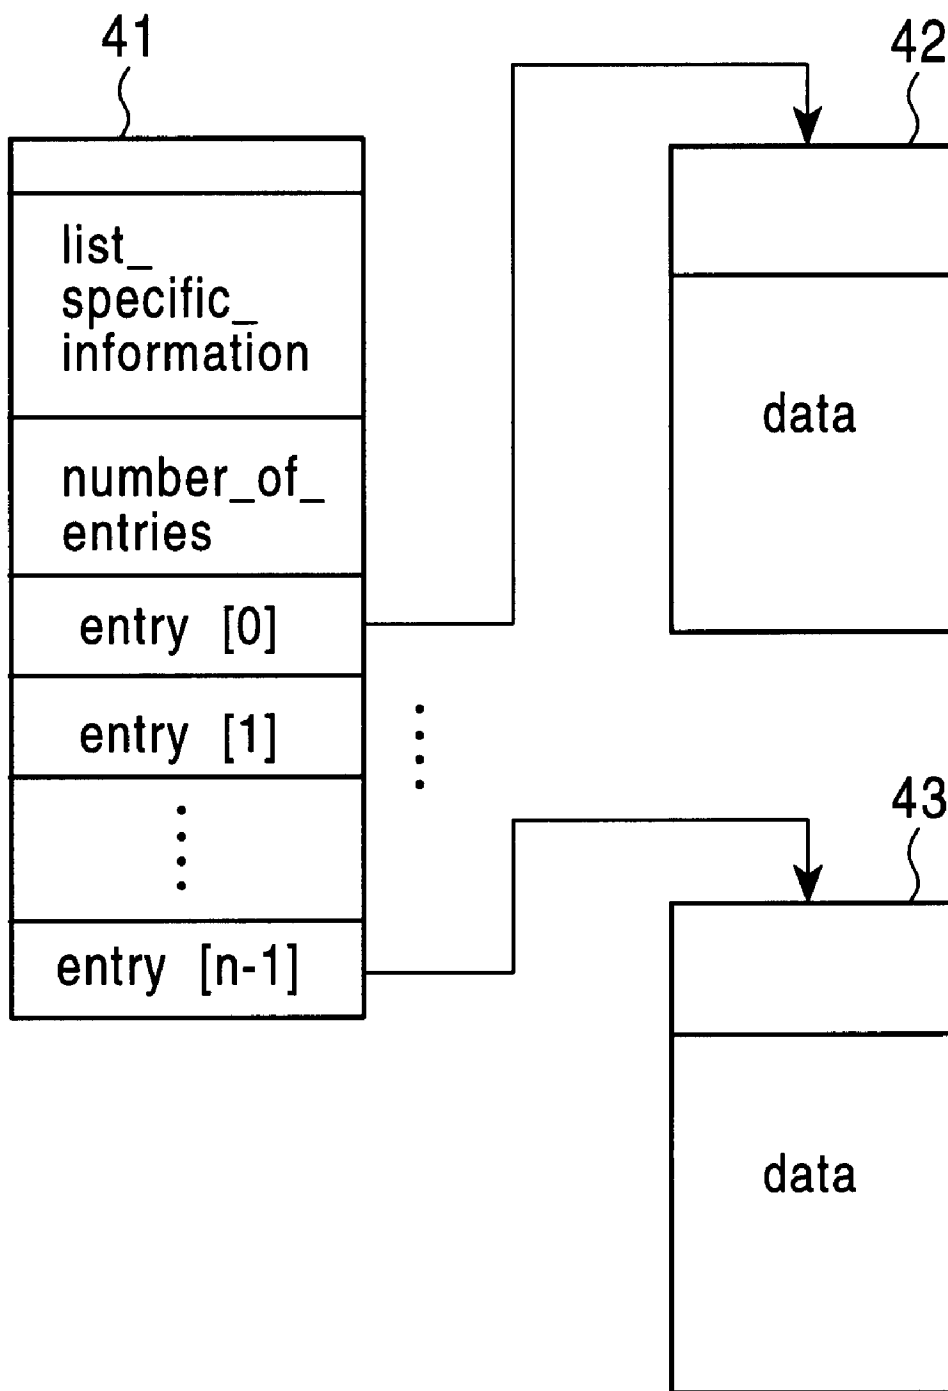 41
list_
specific_
information
number_of_
entries
entry [0]
entry [1]
entry [n-1]
42
data
43
data